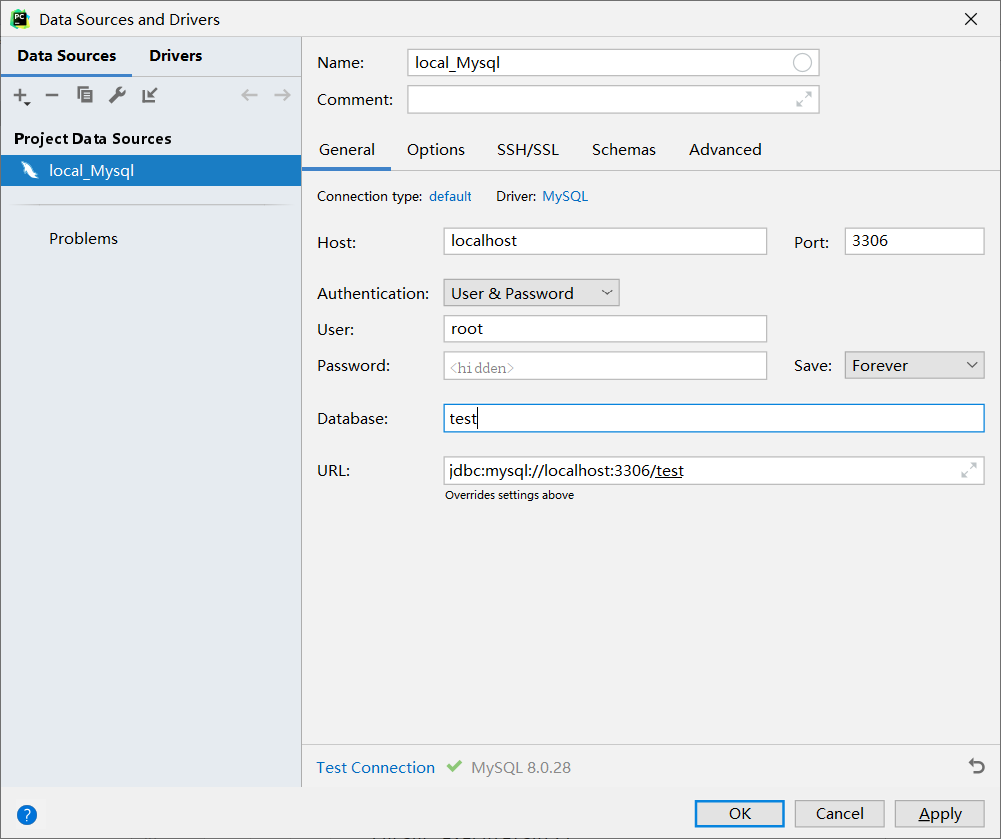 PC
Data Sources and Drivers
Data Sources Drivers
Project Data Sources
local_Mysql
Problems
Name: local_Mysql
Comment:
General Options SSH/SSL Schemas Advanced
Connection type: default Driver: MySQL
Host: localhost Port: 3306
Authentication: User & Password
User: root
Password: <hidden> Save: Forever
Database: test
URL: jdbc:mysql://localhost:3306/test
Overrides settings above
Test Connection MySQL 8.0.28
? OK Cancel Apply